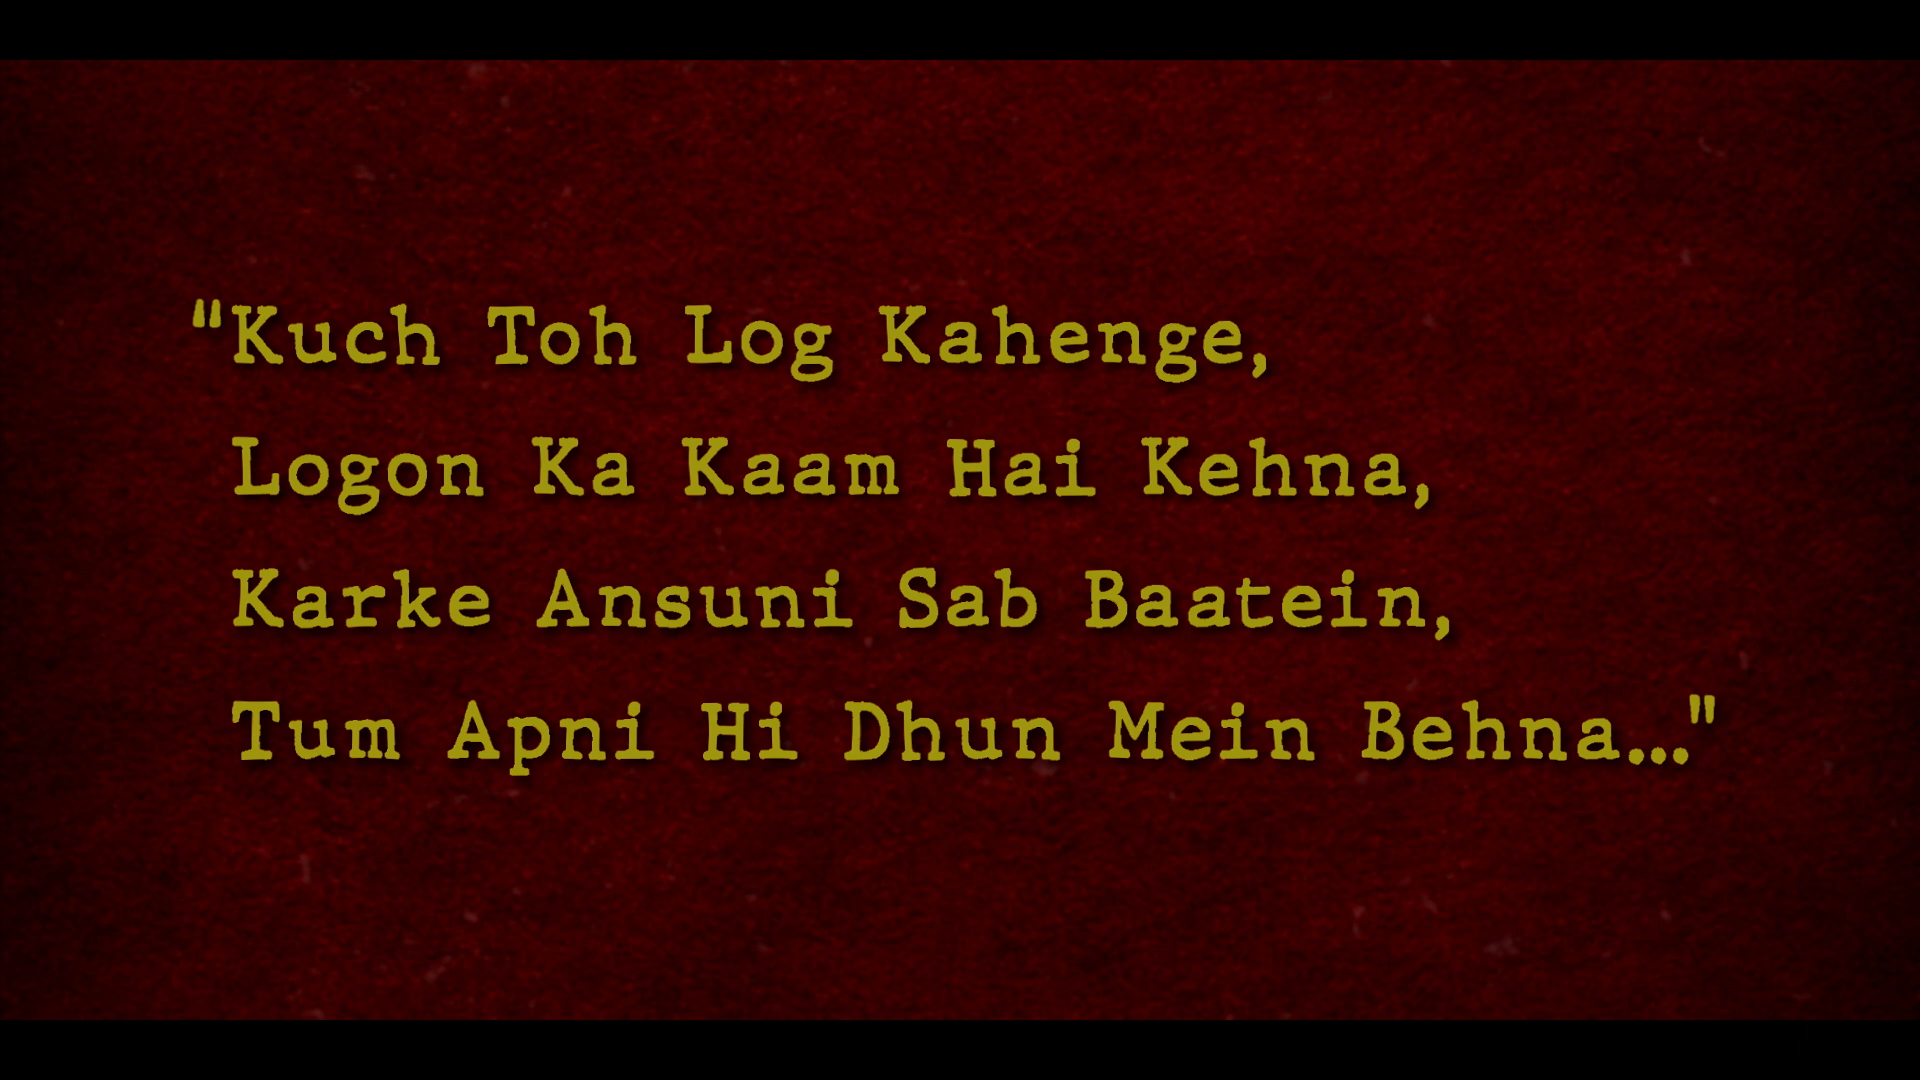 "Kuch Toh Log Kahenge,
Logon Ka Kaam Hai Kehna,
Karke Ansuni Sab Baatein,
Tum Apni Hi Dhun Mein Behna..."